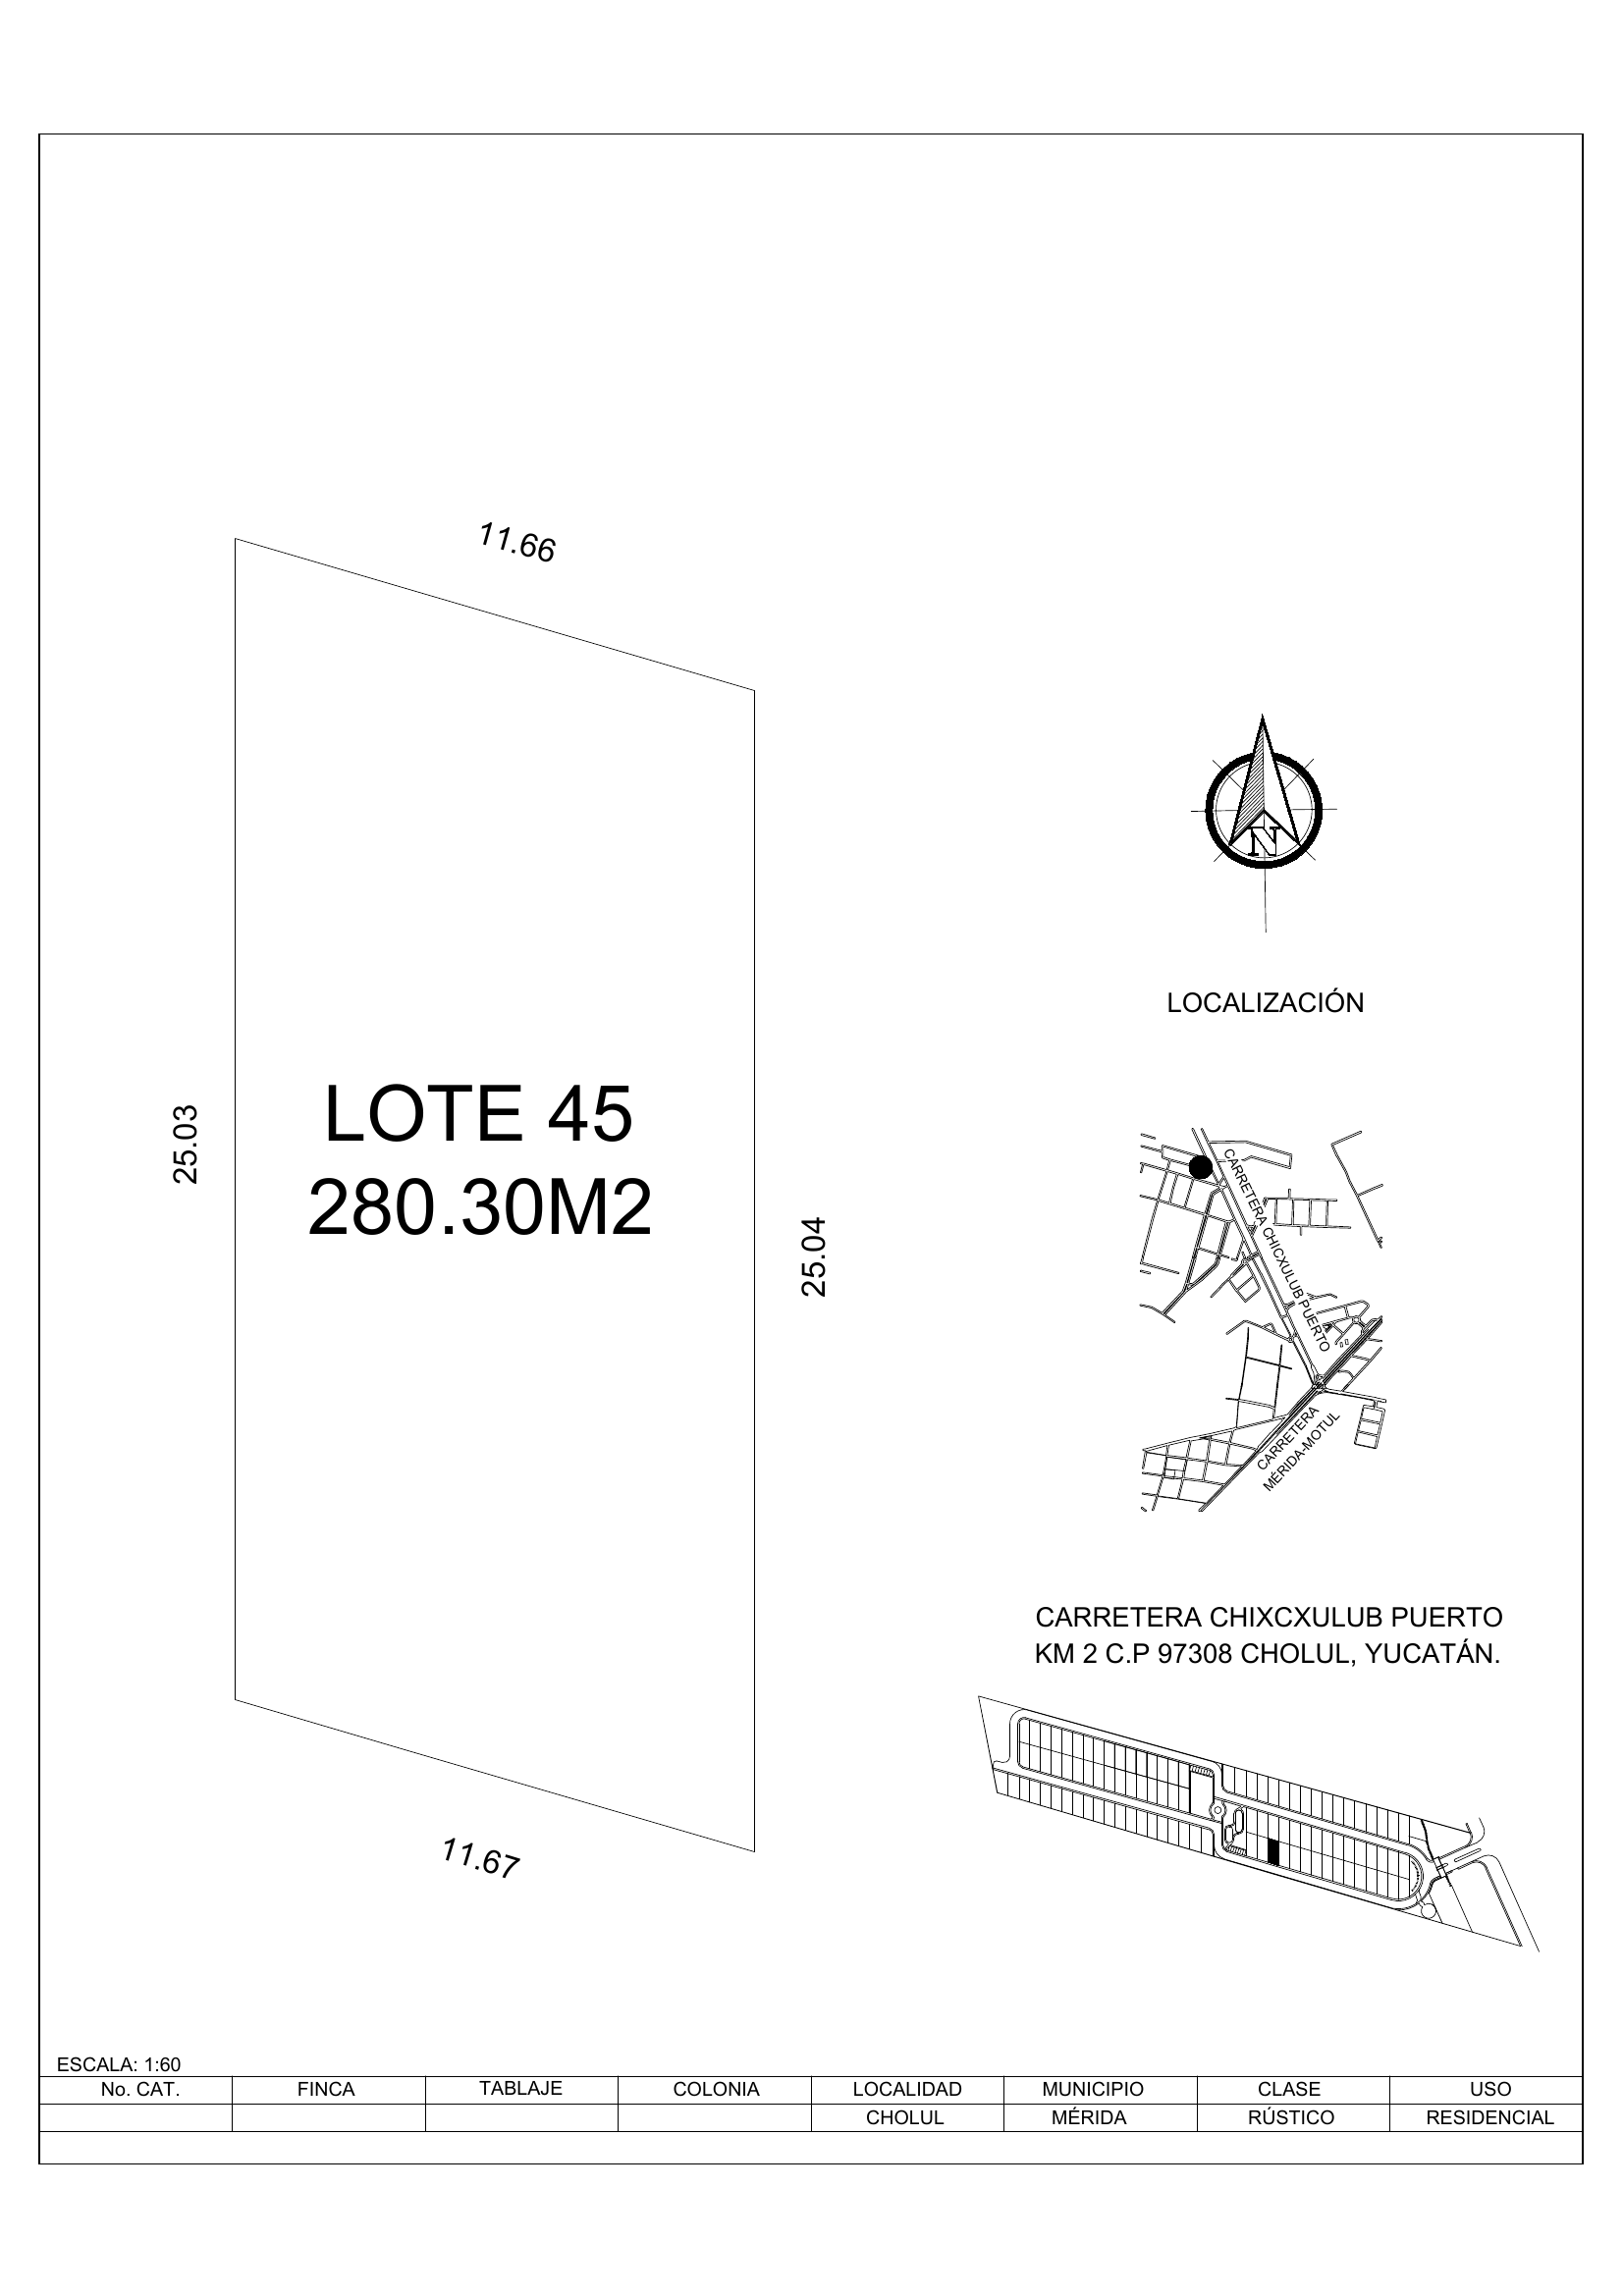 11.66
25.03
LOTE 45
280.30M2
25.04
11.67
N
LOCALIZACIÓN
CARRETERA CHICXULUB PUERTO
CARRETERA
MÉRIDA-MOTUL
CARRETERA CHIXCXULUB PUERTO
KM 2 C.P 97308 CHOLUL, YUCATÁN.
ESCALA: 1:60
No. CAT. FINCA TABLAJE COLONIA LOCALIDAD MUNICIPIO CLASE USO
CHOLUL MÉRIDA RÚSTICO RESIDENCIAL